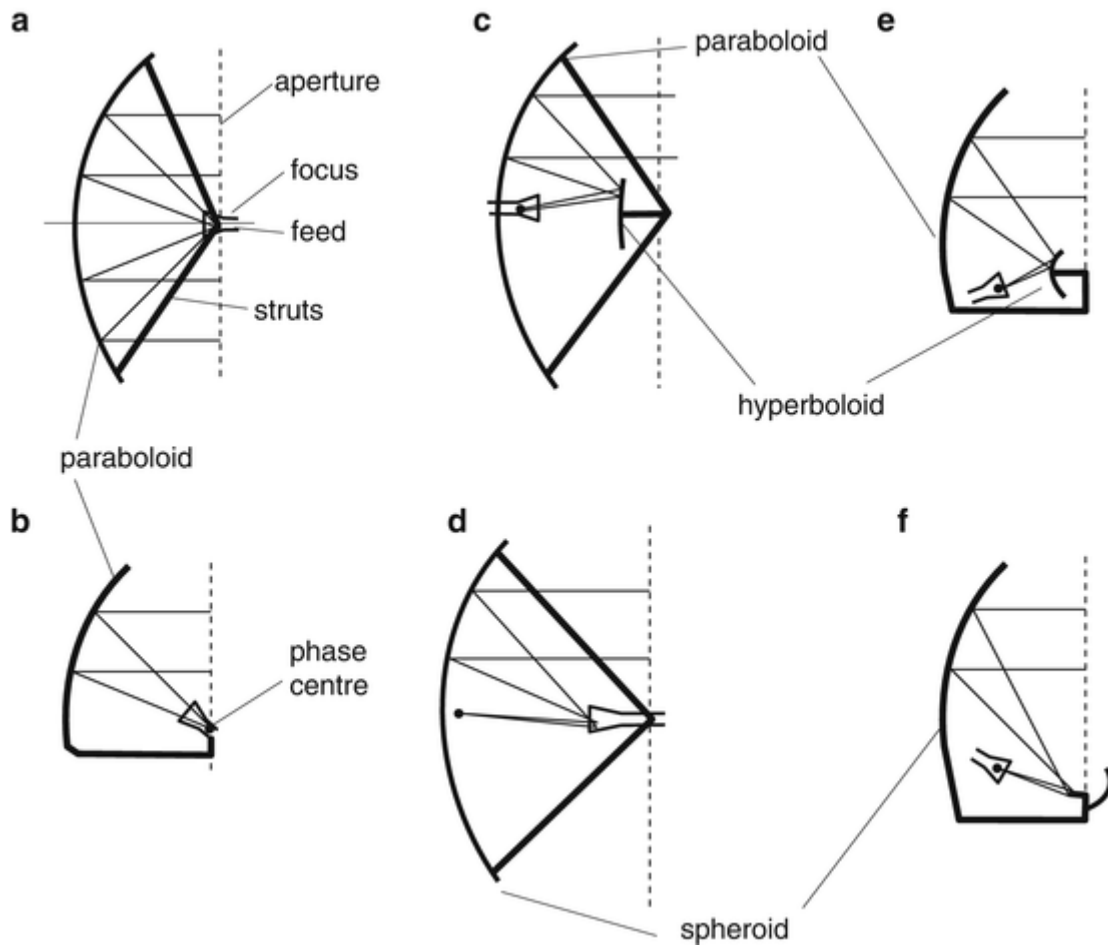 a
aperture
focus
feed
struts
paraboloid
b
phase
centre
c
paraboloid
hyperboloid
d
spheroid
e
f